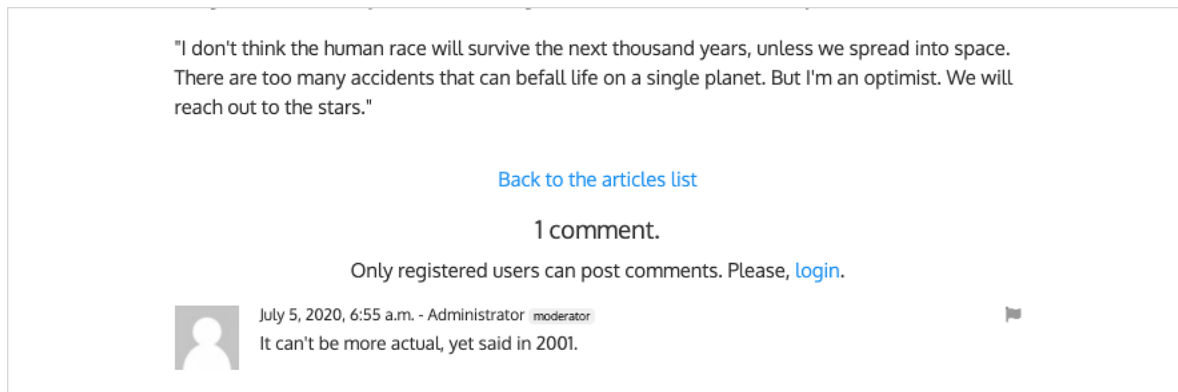 "I don't think the human race will survive the next thousand years, unless we spread into space.
There are too many accidents that can befall life on a single planet. But I'm an optimist. We will
reach out to the stars."
Back to the articles list
1 comment.
Only registered users can post comments. Please, login.
July 5, 2020, 6:55 a.m. - Administrator moderator
It can't be more actual, yet said in 2001.